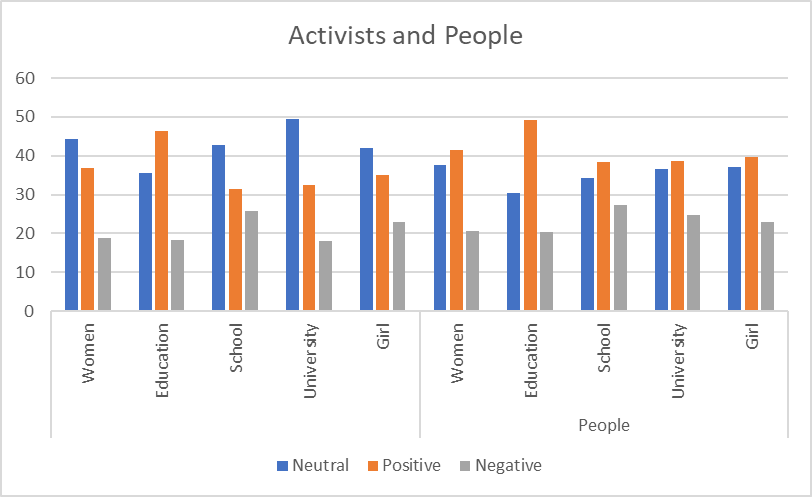 Activists and People
60
50
40
30
20
10
0
Women
Education
School
University
Girl
Women
Education
School
University
Girl
People
Neutral Positive Negative